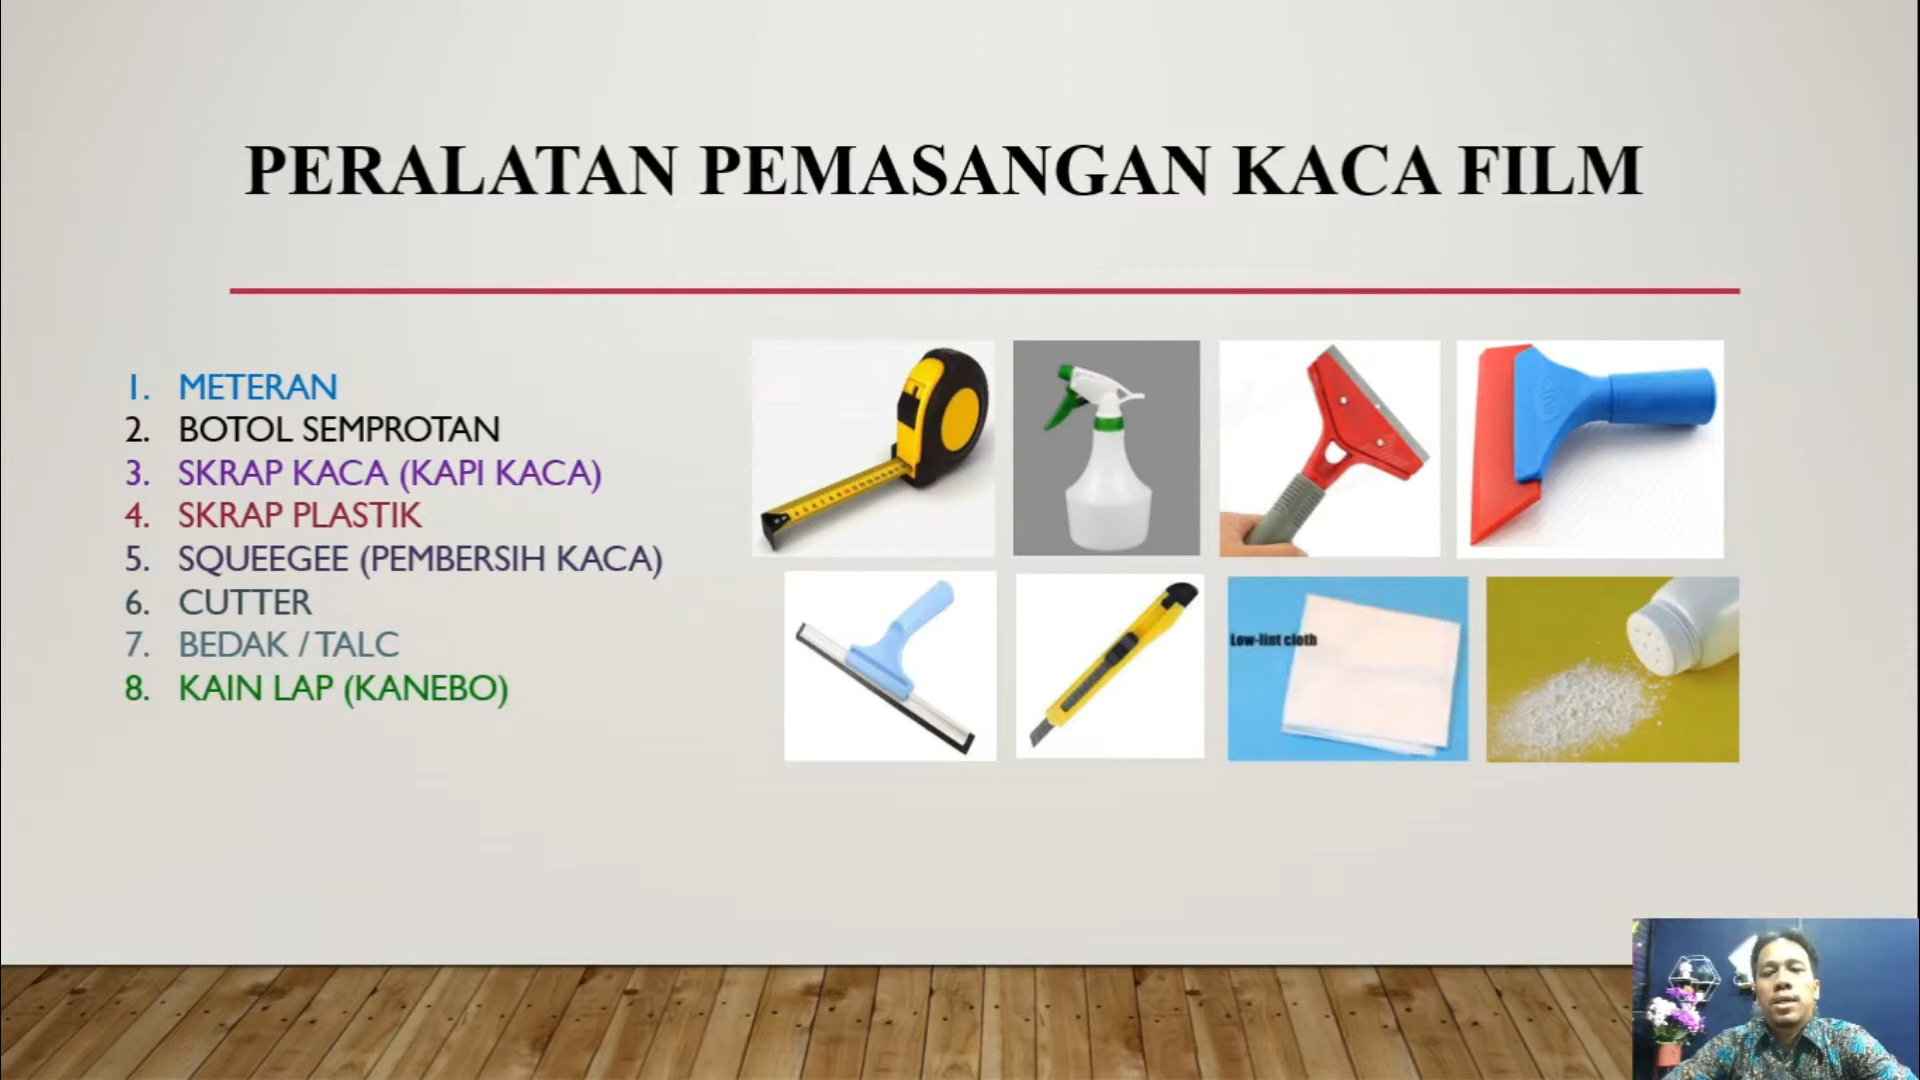 PERALATAN PEMASANGAN KACA FILM
1. METERAN
2. BOTOL SEMPROTAN
3. SKRAP KACA (KAPI KACA)
4. SKRAP PLASTIK
5. SQUEEGEE (PEMBERSIH KACA)
6. CUTTER
7. BEDAK / TALC
8. KAIN LAP (KANEBO)
Low-lint cloth